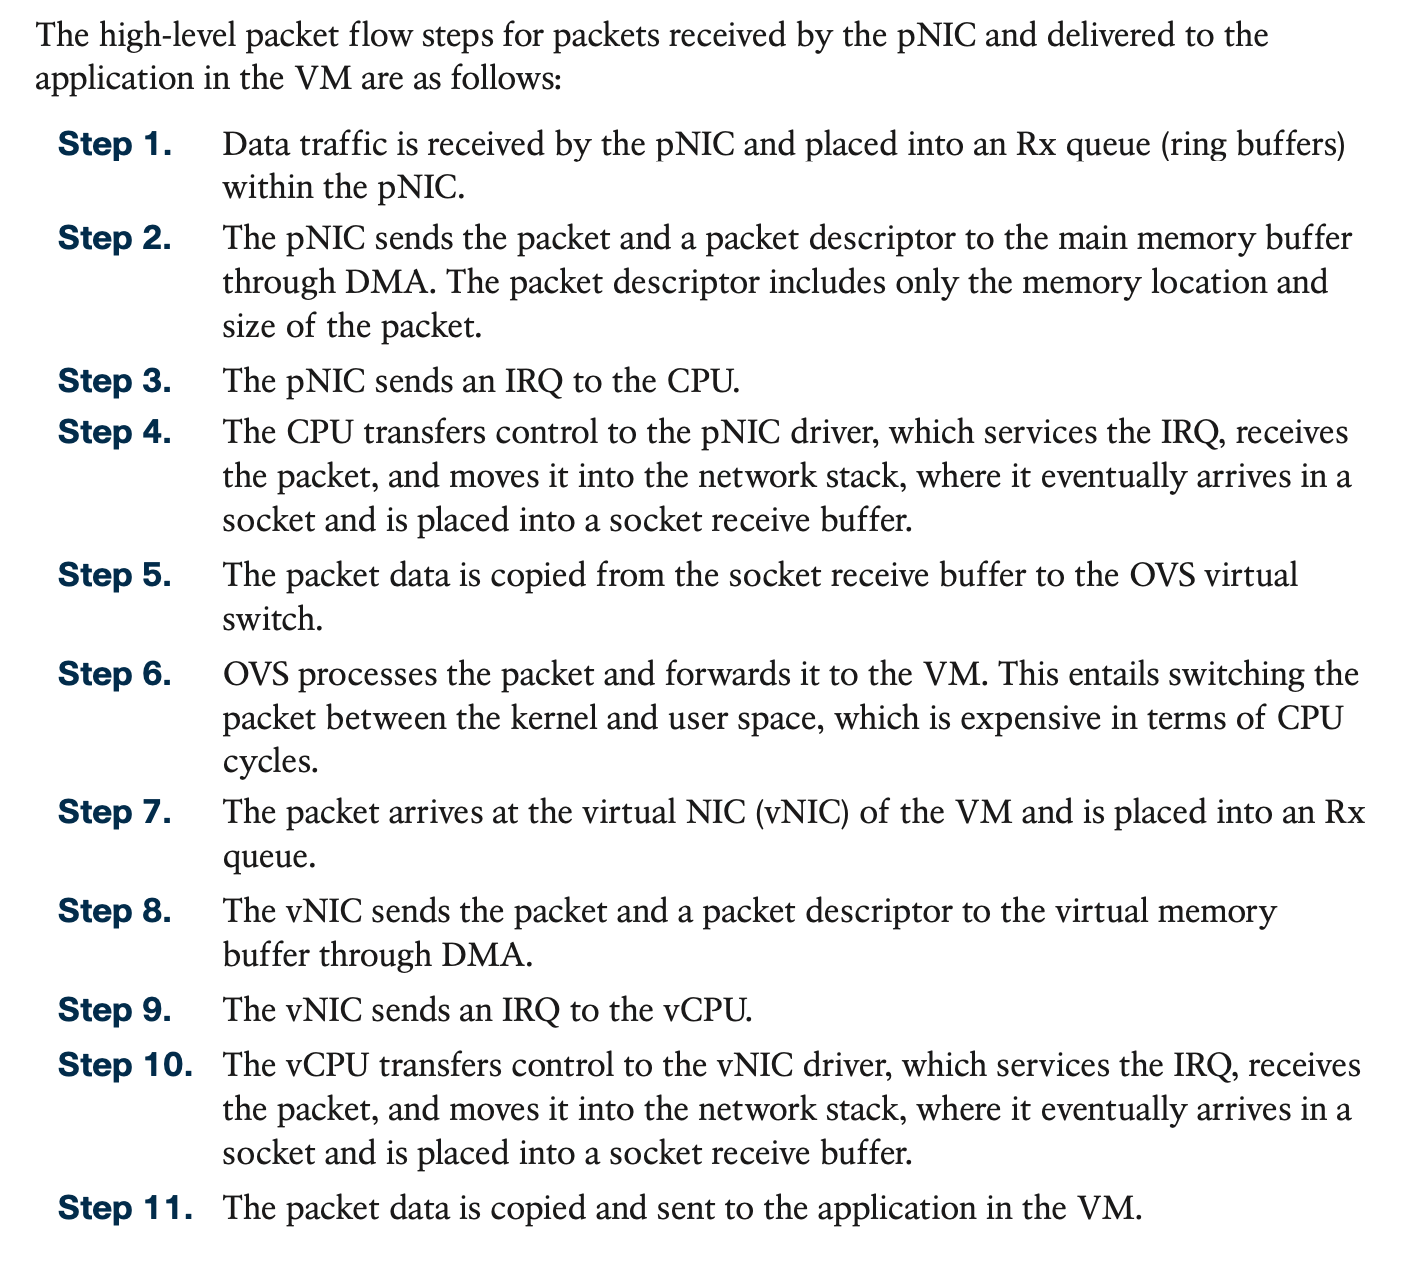 The high-level packet flow steps for packets received by the pNIC and delivered to the
application in the VM are as follows:
Step 1. Data traffic is received by the pNIC and placed into an Rx queue (ring buffers)
within the pNIC.
Step 2. The pNIC sends the packet and a packet descriptor to the main memory buffer
through DMA. The packet descriptor includes only the memory location and
size of the packet.
Step 3. The pNIC sends an IRQ to the CPU.
Step 4. The CPU transfers control to the pNIC driver, which services the IRQ, receives
the packet, and moves it into the network stack, where it eventually arrives in a
socket and is placed into a socket receive buffer.
Step 5. The packet data is copied from the socket receive buffer to the OVS virtual
switch.
Step 6. OVS processes the packet and forwards it to the VM. This entails switching the
packet between the kernel and user space, which is expensive in terms of CPU
cycles.
Step 7. The packet arrives at the virtual NIC (vNIC) of the VM and is placed into an Rx
queue.
Step 8. The vNIC sends the packet and a packet descriptor to the virtual memory
buffer through DMA.
Step 9. The vNIC sends an IRQ to the vCPU.
Step 10. The vCPU transfers control to the vNIC driver, which services the IRQ, receives
the packet, and moves it into the network stack, where it eventually arrives in a
socket and is placed into a socket receive buffer.
Step 11. The packet data is copied and sent to the application in the VM.